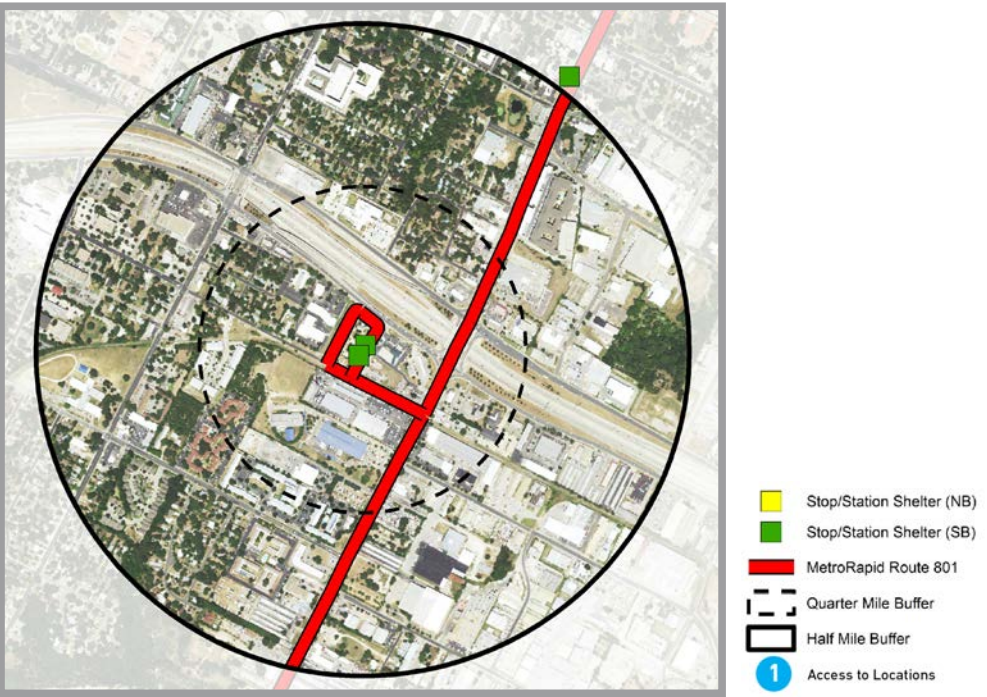 Stop/Station Shelter (NB)
Stop/Station Shelter (SB)
MetroRapid Route 801
Quarter Mile Buffer
Half Mile Buffer
1 Access to Locations